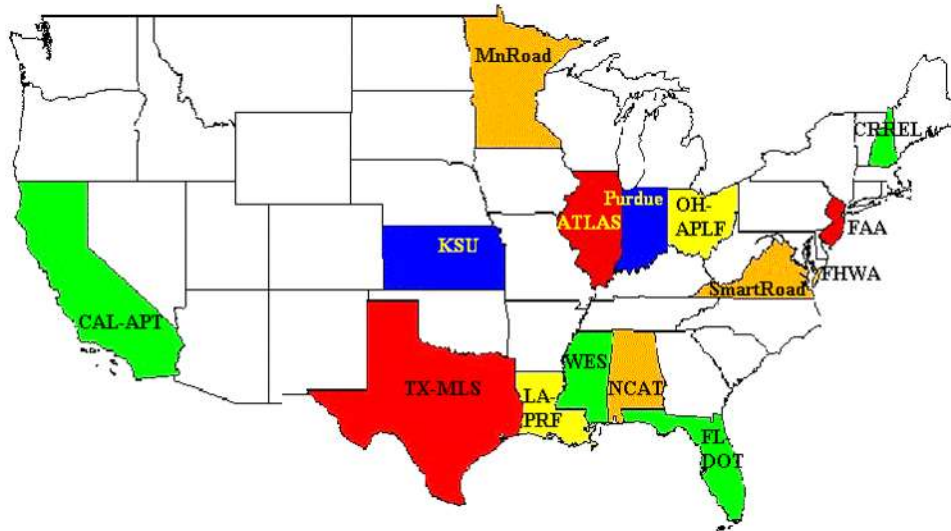 MnRoad
CRREL
Purdue
OH-
APLF
ATLAS
FAA
KSU
FHWA
SmartRoad
CAL-APT
WES
TX-MLS
NCAT
LA-
PRF
FL-
DOT